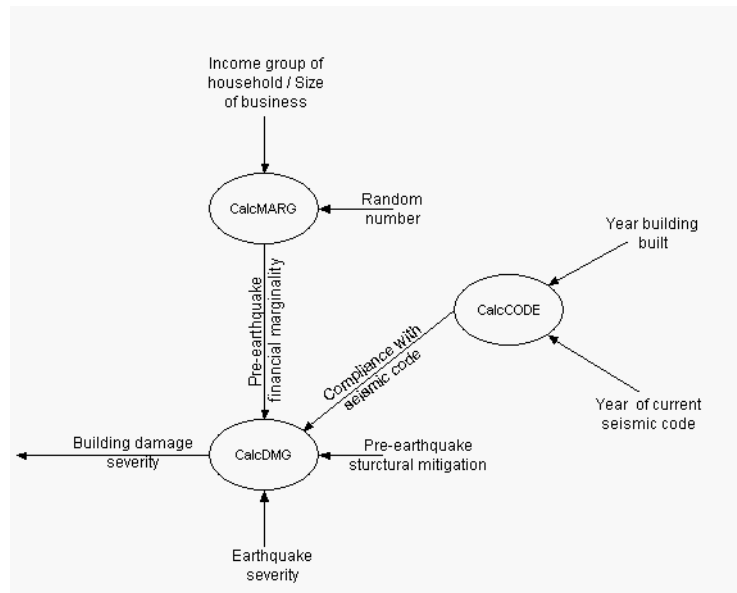 Income group of
household / Size
of business
CalcMARG
Random
number
Year building
built
CalcCODE
Pre-earthquake
financial marginality
Compliance with
seismic code
Year of current
seismic code
Building damage
severity
CalcDMG
Pre-earthquake
sturctural mitigation
Earthquake
severity